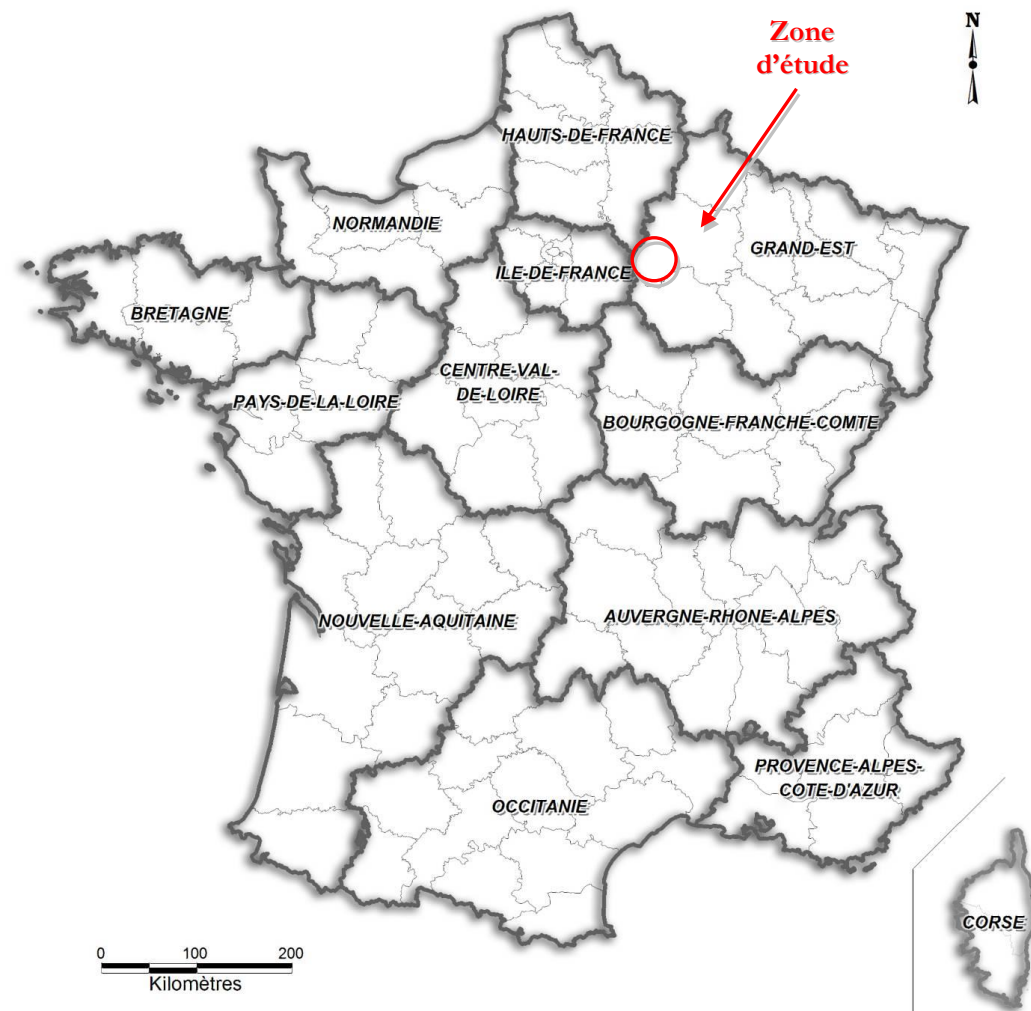 Zone
d'étude
N
HAUTS-DE-FRANCE
NORMANDIE
GRAND-EST
ILE-DE-FRANCE
BRETAGNE
CENTRE-VAL-
DE-LOIRE
PAYS-DE-LA-LOIRE
BOURGOGNE-FRANCHE-COMTE
NOUVELLE-AQUITAINE
AUVERGNE-RHONE-ALPES
PROVENCE-ALPES-
COTE-D'AZUR
OCCITANIE
CORSE
0 100 200
Kilomètres